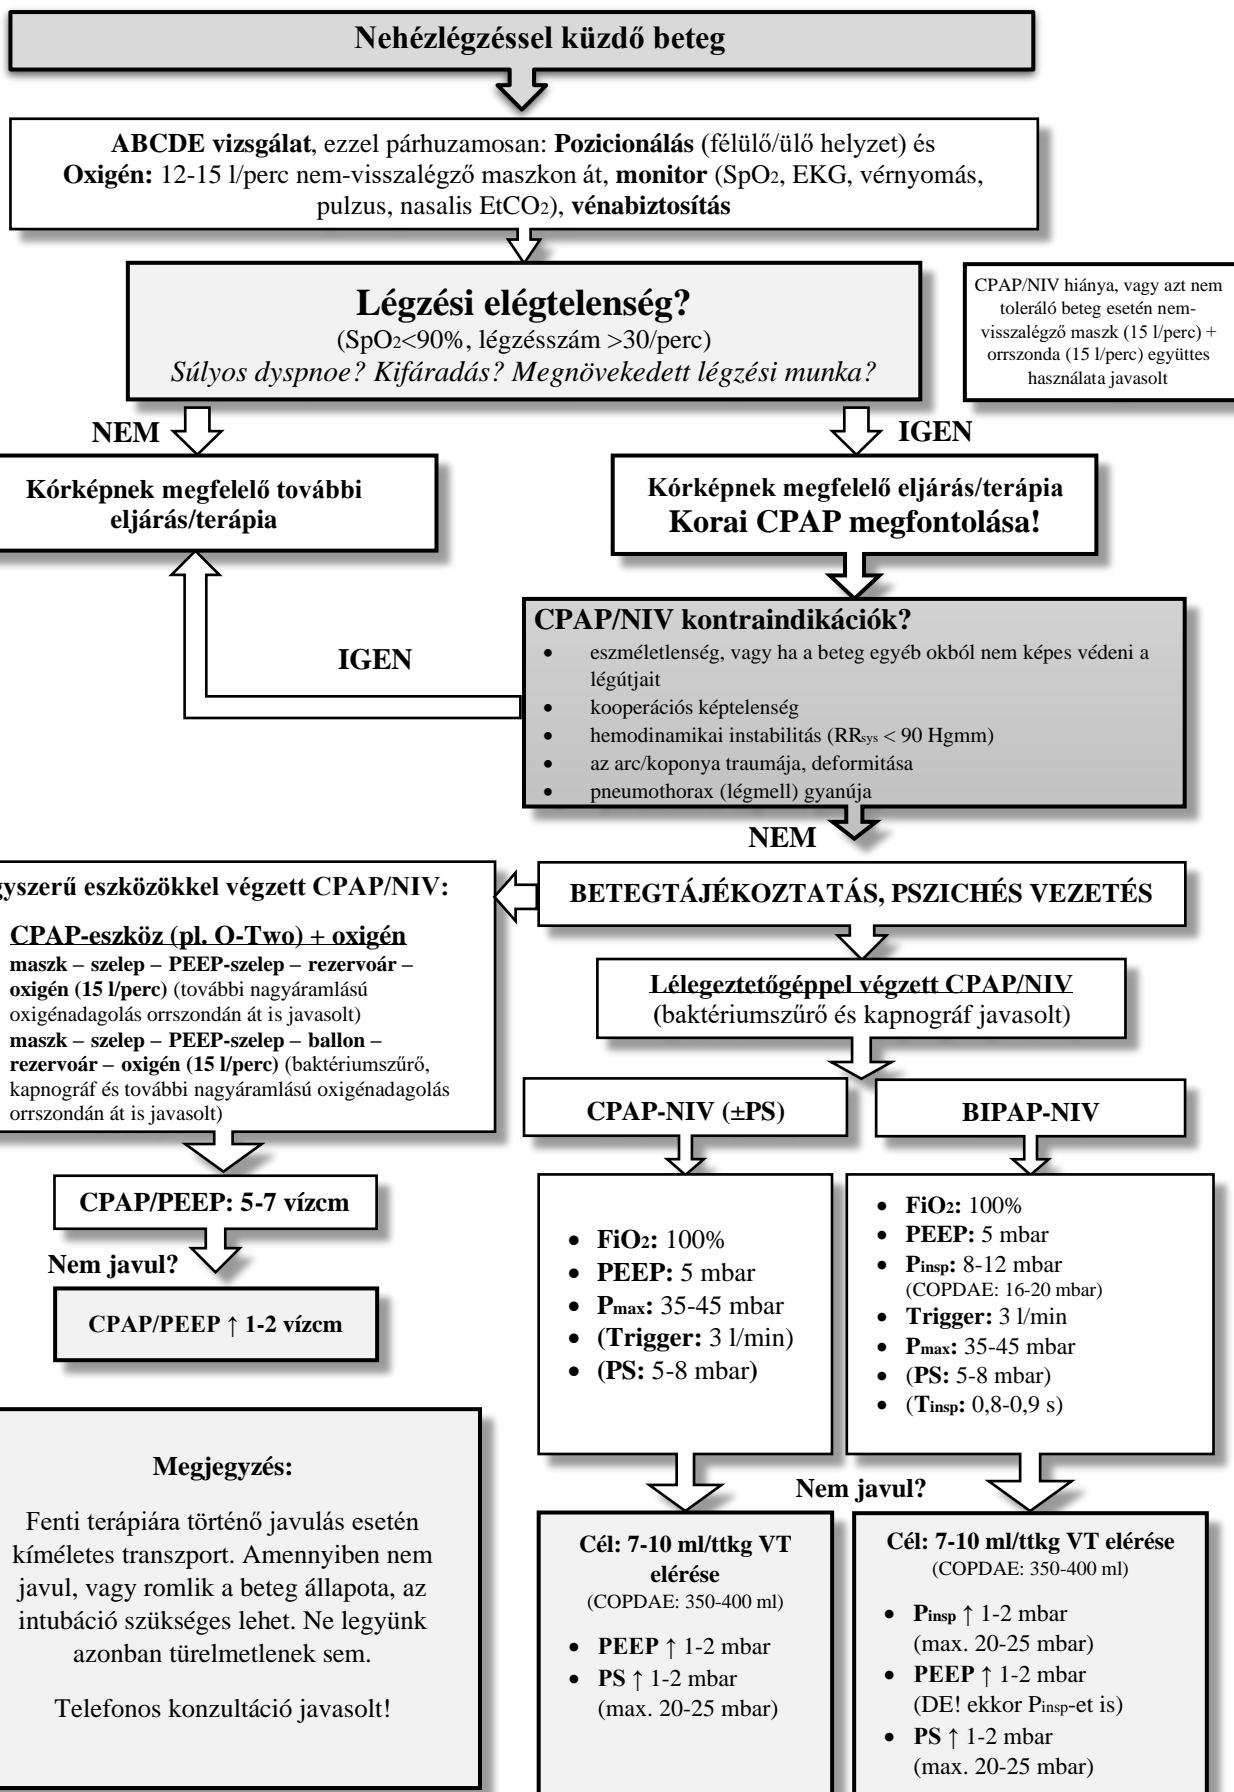 Nehézlégzéssel küzdő beteg
ABCDE vizsgálat, ezzel párhuzamosan: Pozicionálás (félülő/ülő helyzet) és
Oxigén: 12-15 l/perc nem-visszalégző maszkon át, monitor (SpO2, EKG, vérnyomás,
pulzus, nasalis EtCO2), vénabiztosítás
Légzési elégtelenség?
(SpO2<90%, légzésszám >30/perc)
Súlyos dyspnoe? Kifáradás? Megnövekedett légzési munka?
CPAP/NIV hiánya, vagy azt nem
toleráló beteg esetén nem-
visszalégző maszk (15 l/perc) +
orrszonda (15 l/perc) együttes
használata javasolt
NEM
IGEN
Kórképnek megfelelő további
eljárás/terápia
Kórképnek megfelelő eljárás/terápia
Korai CPAP megfontolása!
IGEN
CPAP/NIV kontraindikációk?
• eszméletlenség, vagy ha a beteg egyéb okból nem képes védeni a
légútjait
• kooperációs képtelenség
• hemodinamikai instabilitás (RRsys < 90 Hgmm)
• az arc/koponya traumája, deformitása
• pneumothorax (légmell) gyanúja
NEM
gyszerű eszközökkel végzett CPAP/NIV:
CPAP-eszköz (pl. O-Two) + oxigén
maszk – szelep – PEEP-szelep – rezervoár –
oxigén (15 l/perc) (további nagyáramlású
oxigénadagolás orrszondán át is javasolt)
maszk – szelep – PEEP-szelep – ballon –
rezervoár – oxigén (15 l/perc) (baktériumszűrő,
kapnográf és további nagyáramlású oxigénadagolás
orrszondán át is javasolt)
BETEGTÁJÉKOZTATÁS, PSZICHÉS VEZETÉS
Lélegeztetőgéppel végzett CPAP/NIV
(baktériumszűrő és kapnográf javasolt)
CPAP-NIV (±PS)
BIPAP-NIV
CPAP/PEEP: 5-7 vízcm
Nem javul?
CPAP/PEEP ↑ 1-2 vízcm
• FiO2: 100%
• PEEP: 5 mbar
• Pmax: 35-45 mbar
• (Trigger: 3 l/min)
• (PS: 5-8 mbar)
• FiO2: 100%
• PEEP: 5 mbar
• Pinsp: 8-12 mbar
(COPDAE: 16-20 mbar)
• Trigger: 3 l/min
• Pmax: 35-45 mbar
• (PS: 5-8 mbar)
• (Tinsp: 0,8-0,9 s)
Megjegyzés:
Fenti terápiára történő javulás esetén
kíméletes transzport. Amennyiben nem
javul, vagy romlik a beteg állapota, az
intubáció szükséges lehet. Ne legyünk
azonban türelmetlenek sem.
Telefonos konzultáció javasolt!
Nem javul?
Cél: 7-10 ml/ttkg VT
elérése
(COPDAE: 350-400 ml)
• PEEP ↑ 1-2 mbar
• PS ↑ 1-2 mbar
(max. 20-25 mbar)
Cél: 7-10 ml/ttkg VT elérése
(COPDAE: 350-400 ml)
• Pinsp ↑ 1-2 mbar
(max. 20-25 mbar)
• PEEP ↑ 1-2 mbar
(DE! ekkor Pinsp-et is)
• PS ↑ 1-2 mbar
(max. 20-25 mbar)